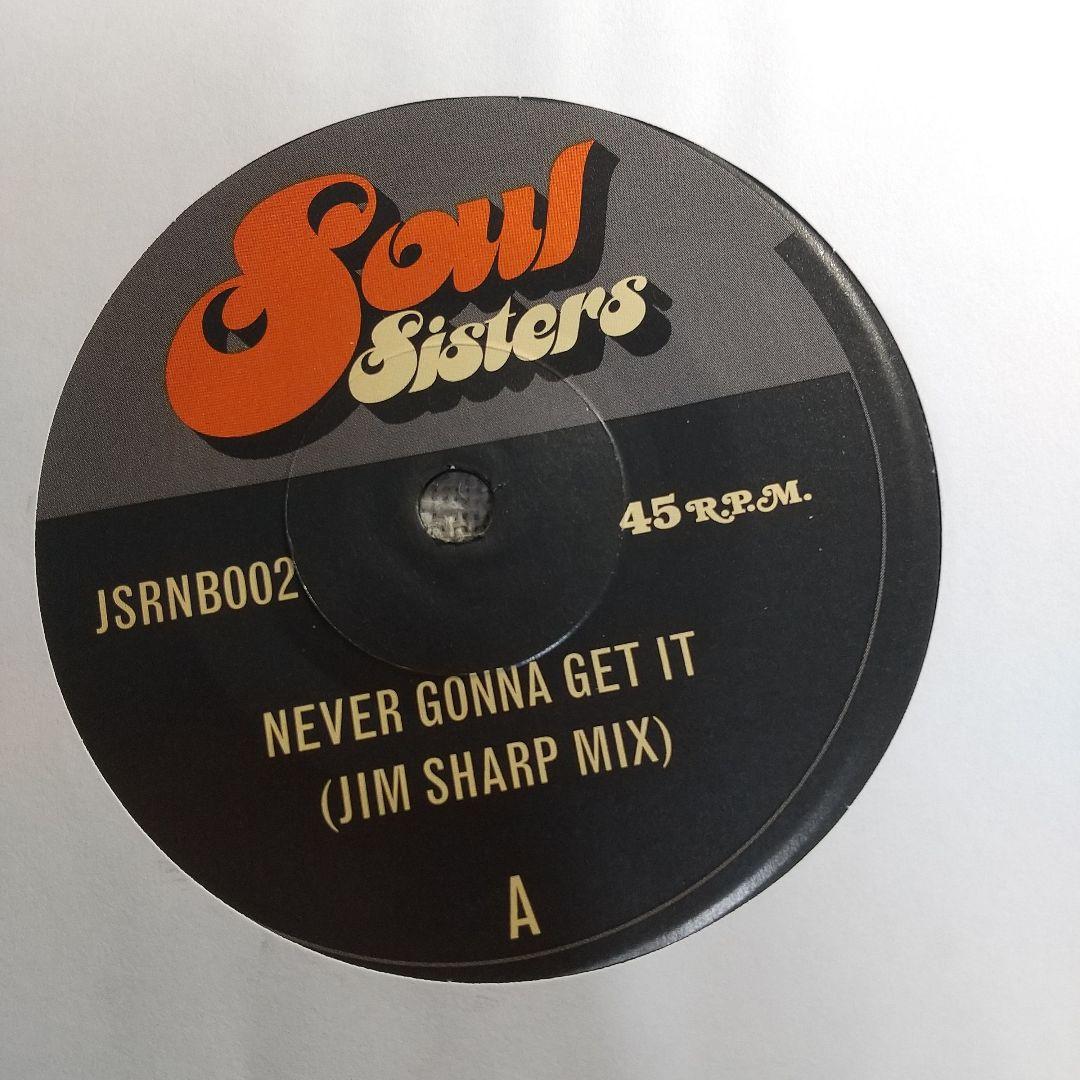 Soul
Sisters
45 R.P.M.
JSRNB002
NEVER GONNA GET IT
(JIM SHARP MIX)
A